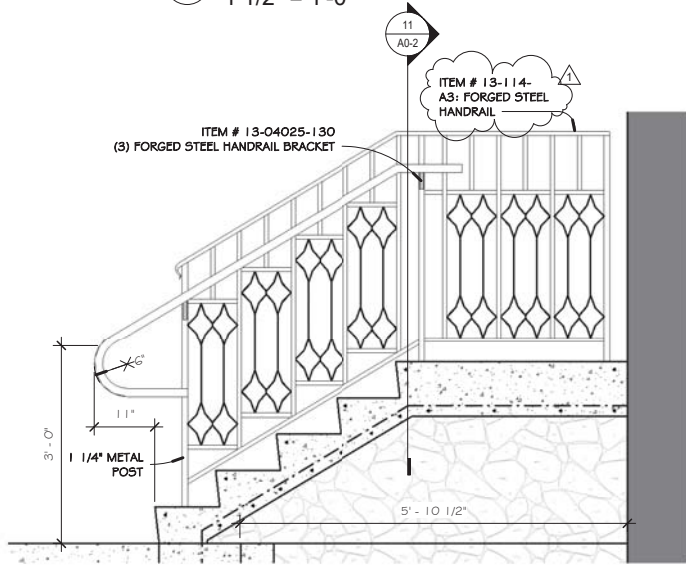 1 1/2" = 1'-0"
11
A0-2
1
ITEM # 13-114-
A3: FORGED STEEL
HANDRAIL
ITEM # 13-04025-130
(3) FORGED STEEL HANDRAIL BRACKET
6"
11"
3' - 0"
1 1/4" METAL
POST
5' - 10 1/2"